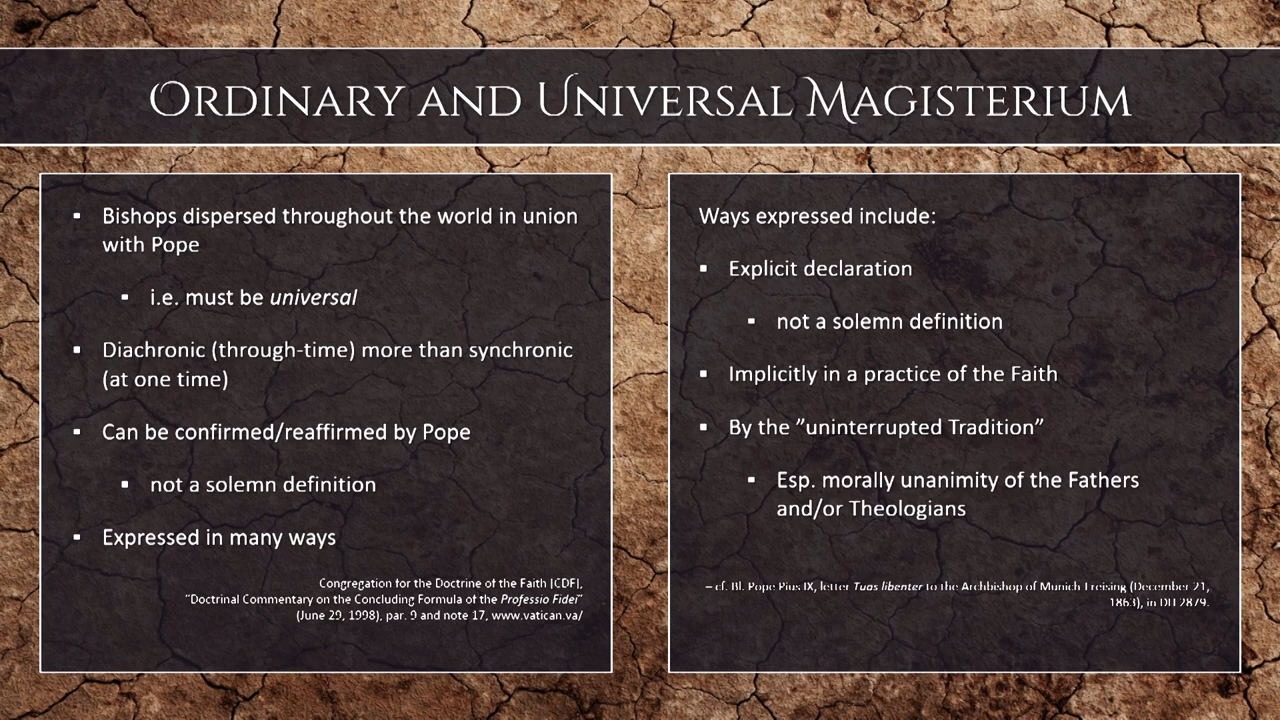 Ordinary and Universal Magisterium
▪ Bishops dispersed throughout the world in union
with Pope
▪ i.e. must be universal
▪ Diachronic (through-time) more than synchronic
(at one time)
▪ Can be confirmed/reaffirmed by Pope
▪ not a solemn definition
▪ Expressed in many ways
Congregation for the Doctrine of the Faith [CDF],
"Doctrinal Commentary on the Concluding Formula of the Professio Fidei"
(June 29, 1998), par. 9 and note 17, www.vatican.va/
Ways expressed include:
▪ Explicit declaration
▪ not a solemn definition
▪ Implicitly in a practice of the Faith
▪ By the ”uninterrupted Tradition”
▪ Esp. morally unanimity of the Fathers
and/or Theologians
– cf. Bl. Pope Pius IX, letter Tuas libenter to the Archbishop of Munich-Freising (December 21,
1863), in DH 2879.